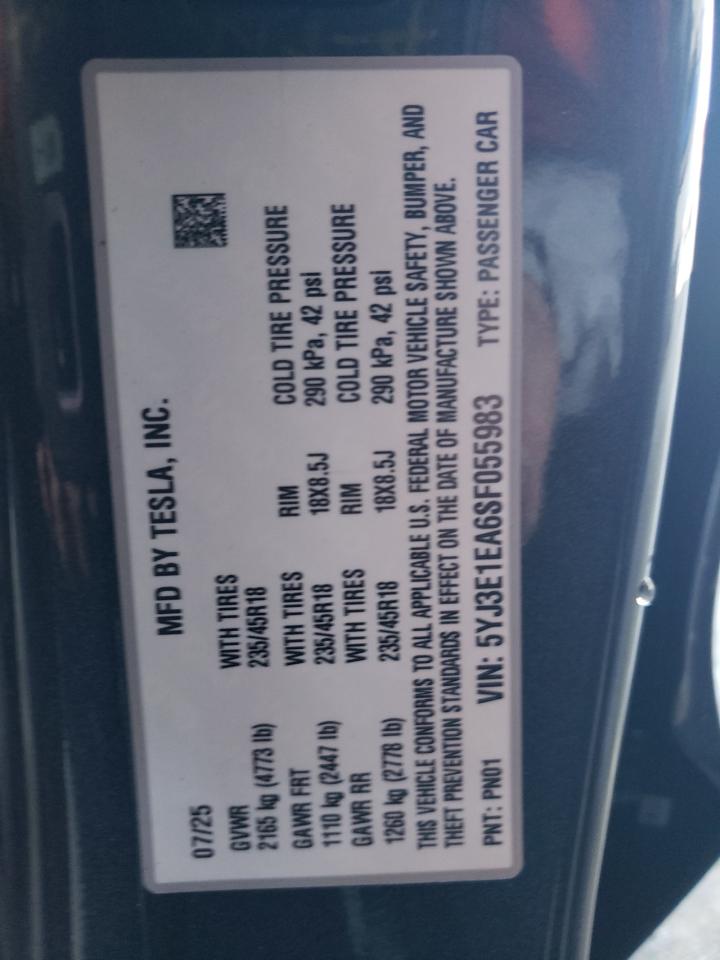 MFD BY TESLA, INC.
07/25
GVWR WITH TIRES
2165 kg (4773 lb) 235/45R18 RIM COLD TIRE PRESSURE
GAWR FRT WITH TIRES 18X8.5J 290 kPa, 42 psi
1110 kg (2447 lb) 235/45R18 RIM COLD TIRE PRESSURE
GAWR RR WITH TIRES 18X8.5J 290 kPa, 42 psi
1260 kg (2778 lb) 235/45R18
THIS VEHICLE CONFORMS TO ALL APPLICABLE U.S. FEDERAL MOTOR VEHICLE SAFETY, BUMPER, AND
THEFT PREVENTION STANDARDS IN EFFECT ON THE DATE OF MANUFACTURE SHOWN ABOVE.
PNT: PN01 VIN: 5YJ3E1EA6SF055983 TYPE: PASSENGER CAR